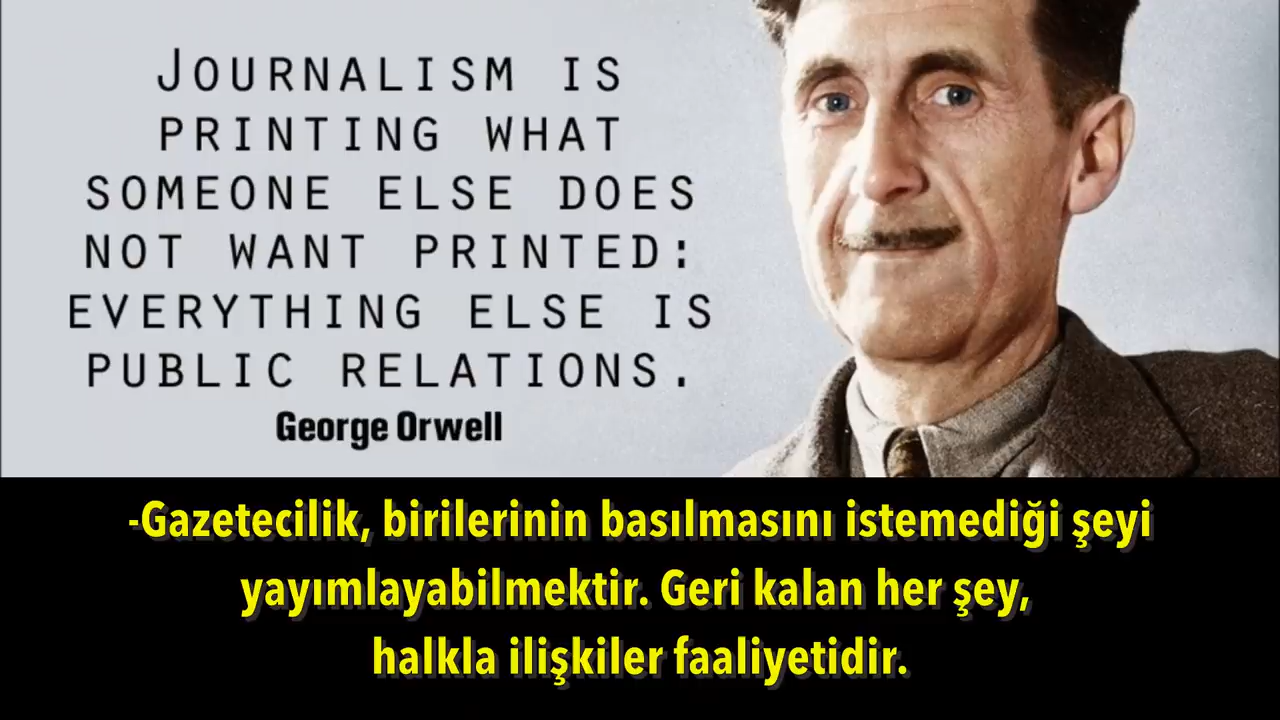 JOURNALISM IS
PRINTING WHAT
SOMEONE ELSE DOES
NOT WANT PRINTED:
EVERYTHING ELSE IS
PUBLIC RELATIONS.
George Orwell
-Gazetecilik, birilerinin basılmasını istemediği şeyi
yayımlayabilmektir. Geri kalan her şey,
halkla ilişkiler faaliyetidir.